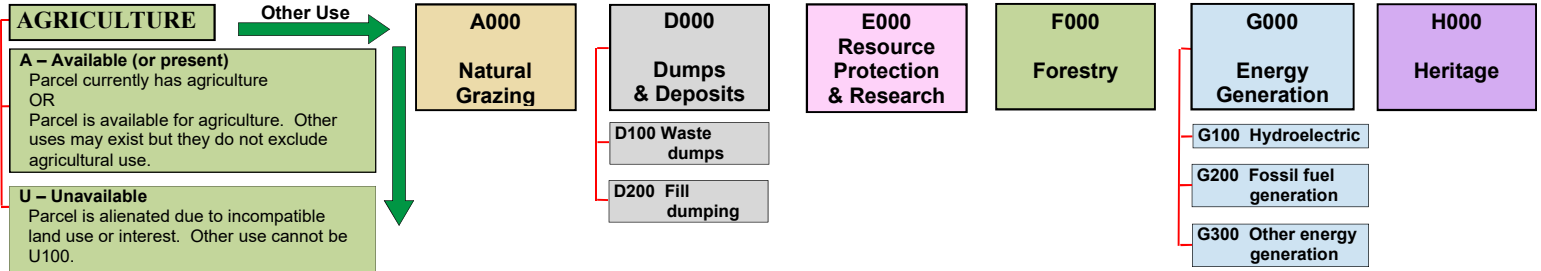 AGRICULTURE
Other Use
A – Available (or present)
Parcel currently has agriculture
OR
Parcel is available for agriculture. Other
uses may exist but they do not exclude
agricultural use.
U – Unavailable
Parcel is alienated due to incompatible
land use or interest. Other use cannot be
U100.
A000
Natural
Grazing
D000
Dumps
& Deposits
D100 Waste
dumps
D200 Fill
dumping
E000
Resource
Protection
& Research
F000
Forestry
G000
Energy
Generation
G100 Hydroelectric
G200 Fossil fuel
generation
G300 Other energy
generation
H000
Heritage